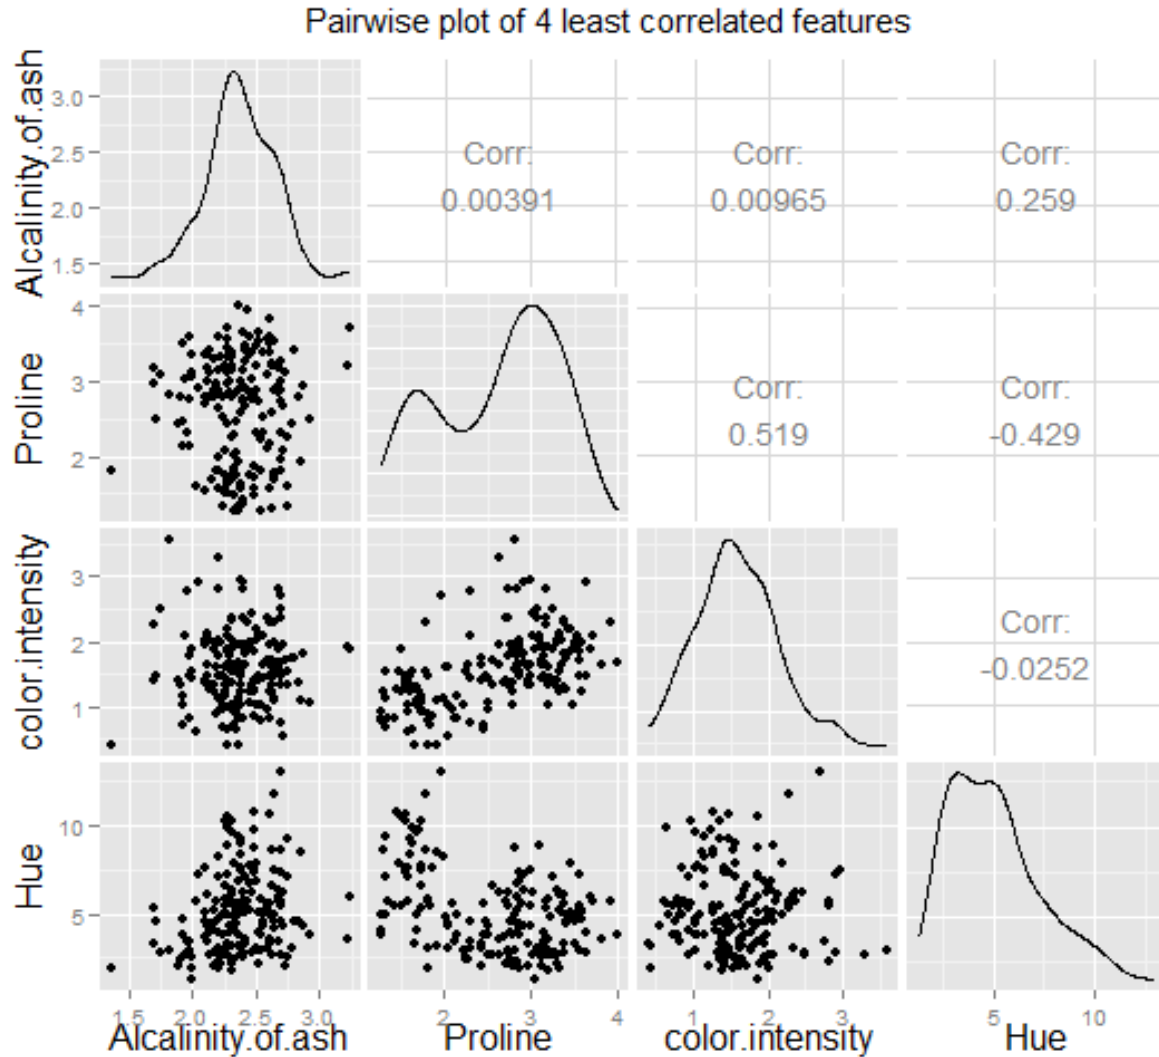 Pairwise plot of 4 least correlated features
Alcalinity.of.ash
3.0
2.5
2.0
1.5
Corr:
0.00391
Corr:
0.00965
Corr:
0.259
Proline
4
3
2
Corr:
0.519
Corr:
-0.429
color.intensity
3
2
1
Corr:
-0.0252
Hue
10
5
1.5 2.0 2.5 3.0
2 3 4
1 2 3
5 10
Alcalinity.of.ash Proline color.intensity Hue